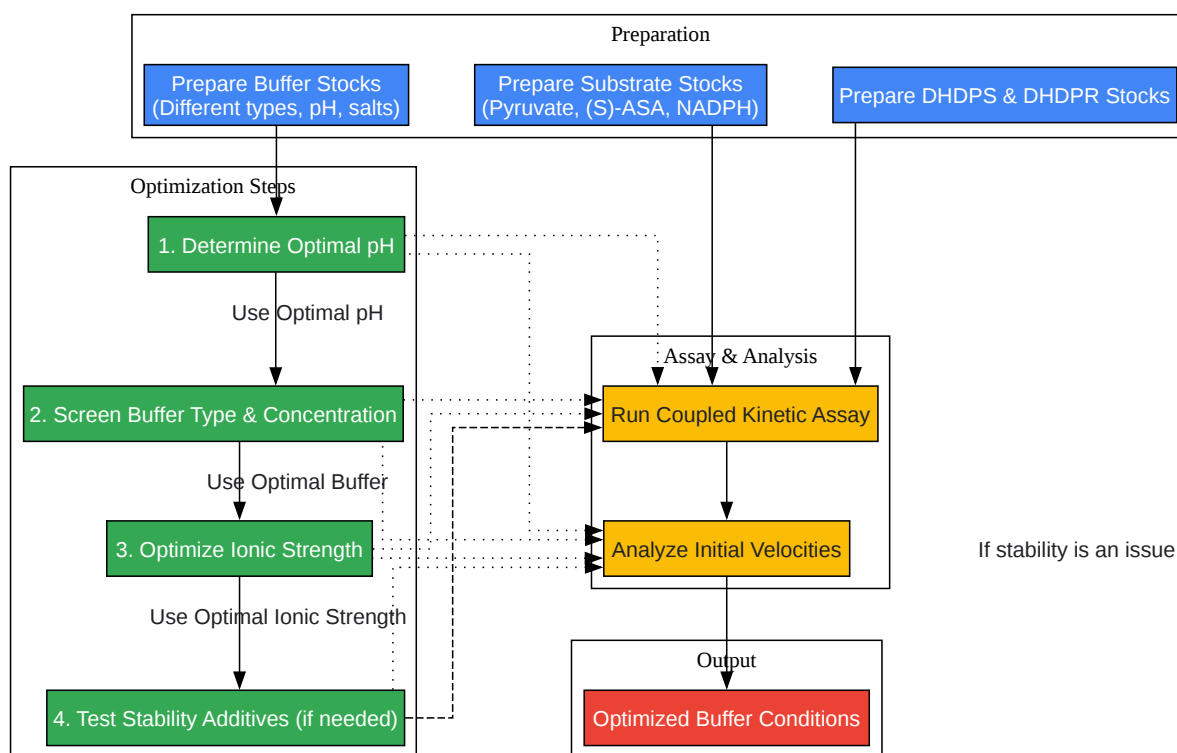 Preparation
Prepare Buffer Stocks
(Different types, pH, salts)
Prepare Substrate Stocks
(Pyruvate, (S)-ASA, NADPH)
Prepare DHDPS & DHDPR Stocks
Optimization Steps
1. Determine Optimal pH
Use Optimal pH
Assay & Analysis
2. Screen Buffer Type & Concentration
Run Coupled Kinetic Assay
Use Optimal Buffer
3. Optimize Ionic Strength
Analyze Initial Velocities
If stability is an issue
Use Optimal Ionic Strength
Output
4. Test Stability Additives (if needed)
Optimized Buffer Conditions